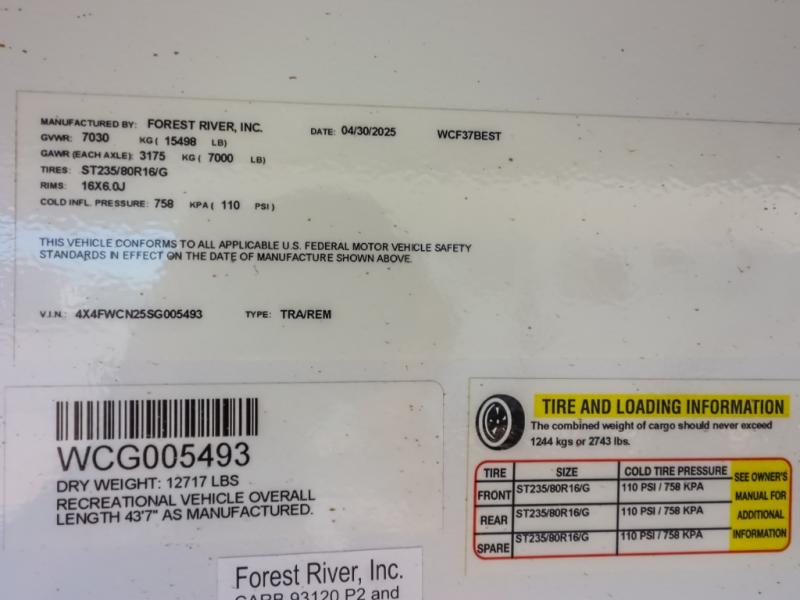 MANUFACTURED BY: FOREST RIVER, INC. DATE: 04/30/2025 WCF37BEST
GVWR: 7030 KG ( 15498 LB)
GAWR (EACH AXLE): 3175 KG ( 7000 LB)
TIRES: ST235/80R16/G
RIMS: 16X6.0J
COLD INFL. PRESSURE: 758 KPA ( 110 PSI )
THIS VEHICLE CONFORMS TO ALL APPLICABLE U.S. FEDERAL MOTOR VEHICLE SAFETY
STANDARDS IN EFFECT ON THE DATE OF MANUFACTURE SHOWN ABOVE.
V.I.N.: 4X4FWCN25SG005493 TYPE: TRA/REM
WCG005493
DRY WEIGHT: 12717 LBS
RECREATIONAL VEHICLE OVERALL
LENGTH 43'7" AS MANUFACTURED.
TIRE AND LOADING INFORMATION
The combined weight of cargo should never exceed
1244 kgs or 2743 lbs.
TIRE SIZE COLD TIRE PRESSURE
FRONT ST235/80R16/G 110 PSI / 758 KPA
REAR ST235/80R16/G 110 PSI / 758 KPA
SPARE ST235/80R16/G 110 PSI / 758 KPA
SEE OWNER'S
MANUAL FOR
ADDITIONAL
INFORMATION
Forest River, Inc.
CARB 93120 P2 and